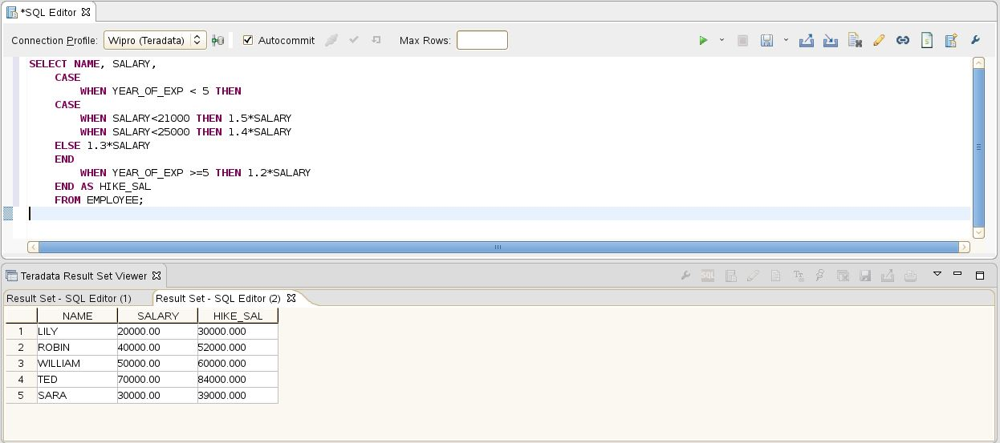 *SQL Editor
Connection Profile: Wipro (Teradata) Autocommit Max Rows:
SELECT NAME, SALARY,
CASE
WHEN YEAR_OF_EXP < 5 THEN
CASE
WHEN SALARY<21000 THEN 1.5*SALARY
WHEN SALARY<25000 THEN 1.4*SALARY
ELSE 1.3*SALARY
END
WHEN YEAR_OF_EXP >=5 THEN 1.2*SALARY
END AS HIKE_SAL
FROM EMPLOYEE;
Teradata Result Set Viewer
SQL
Result Set - SQL Editor (1) Result Set - SQL Editor (2)
NAME SALARY HIKE_SAL
1 LILY 20000.00 30000.000
2 ROBIN 40000.00 52000.000
3 WILLIAM 50000.00 60000.000
4 TED 70000.00 84000.000
5 SARA 30000.00 39000.000